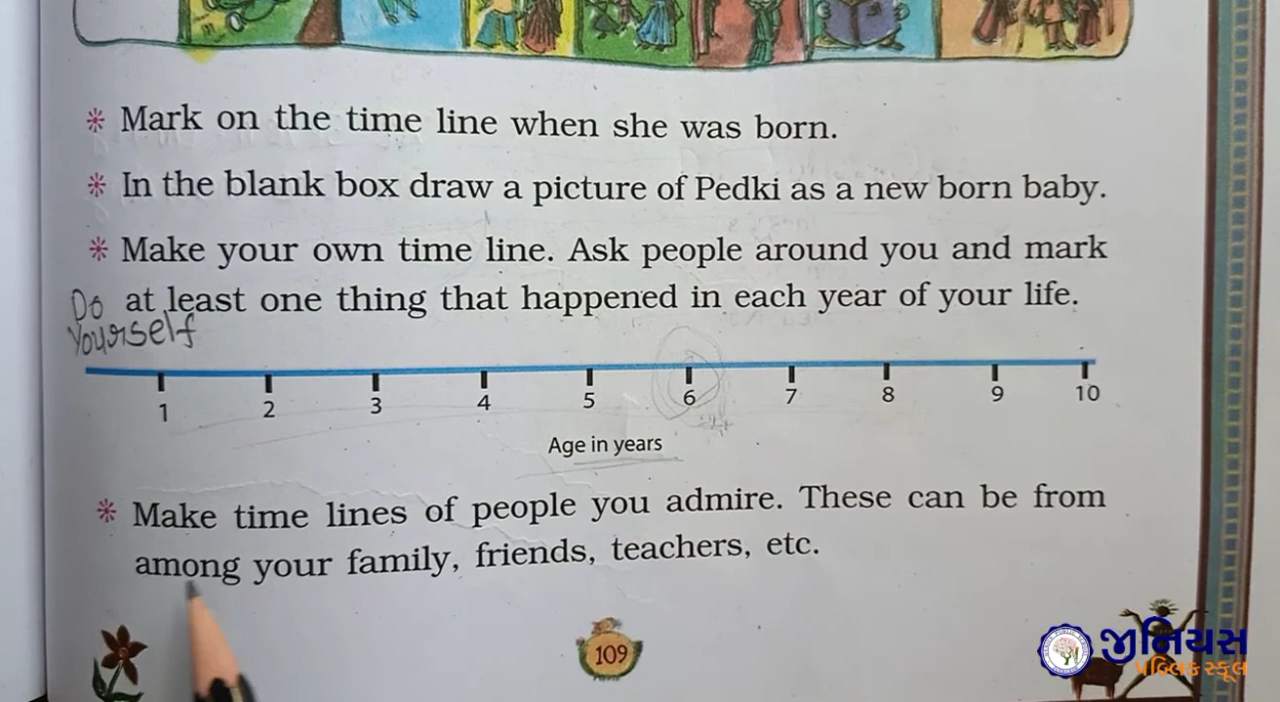 Mark on the time line when she was born.
In the blank box draw a picture of Pedki as a new born baby.
Make your own time line. Ask people around you and mark
at least one thing that happened in each year of your life.
Do
Yourself
1 2 3 4 5 6 7 8 9 10
Age in years
Make time lines of people you admire. These can be from
among your family, friends, teachers, etc.
109
જીનિયસ
પબ્લિક સ્કૂલ